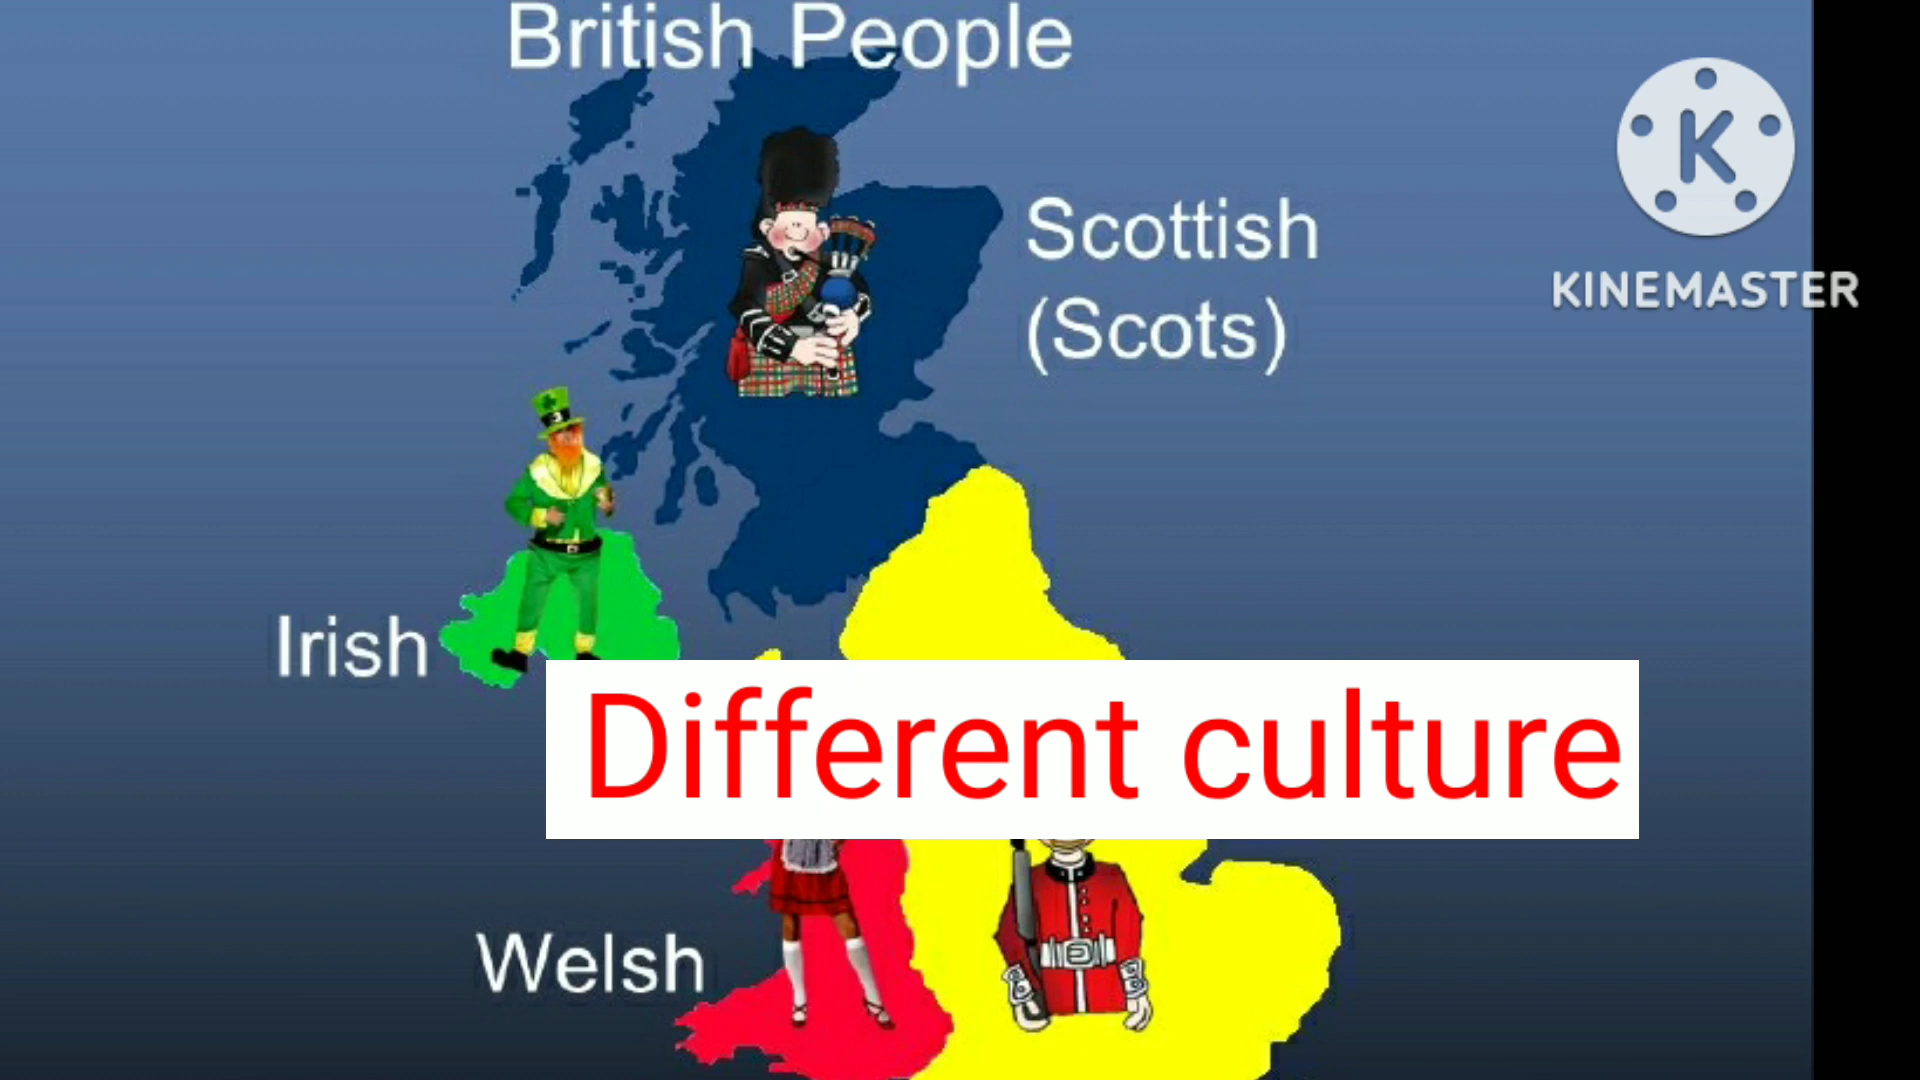 British People
Scottish
(Scots)
K
KINEMASTER
Irish
Different culture
Welsh